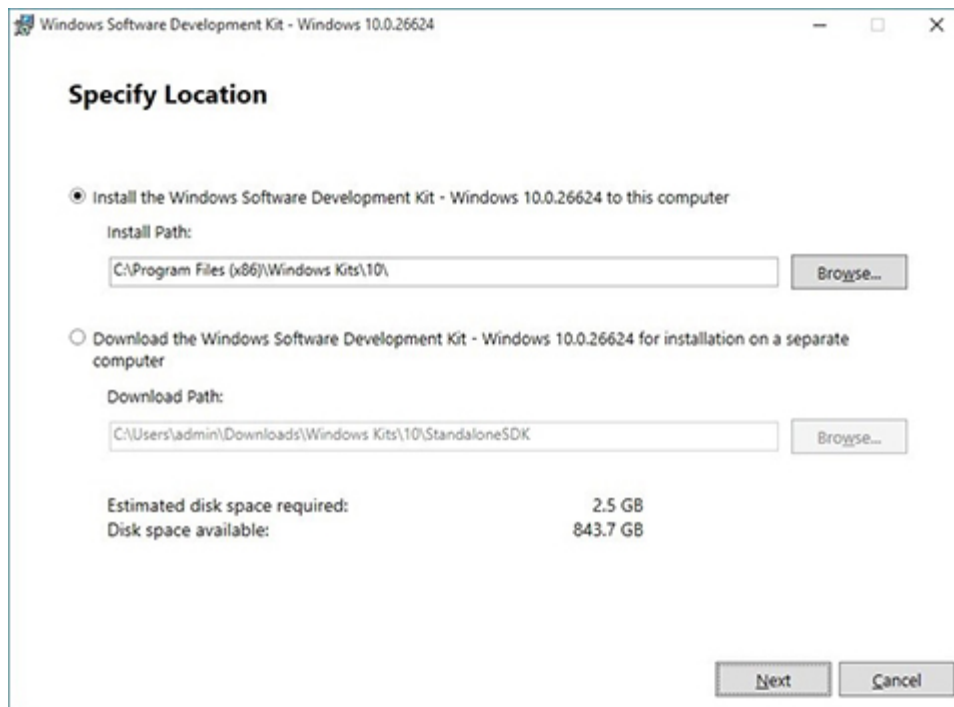 Windows Software Development Kit - Windows 10.0.26624
Specify Location
Install the Windows Software Development Kit - Windows 10.0.26624 to this computer
Install Path:
C:\Program Files (x86)\Windows Kits\10\
Browse...
Download the Windows Software Development Kit - Windows 10.0.26624 for installation on a separate
computer
Download Path:
C:\Users\admin\Downloads\Windows Kits\10\StandaloneSDK
Browse...
Estimated disk space required: 2.5 GB
Disk space available: 843.7 GB
Next Cancel